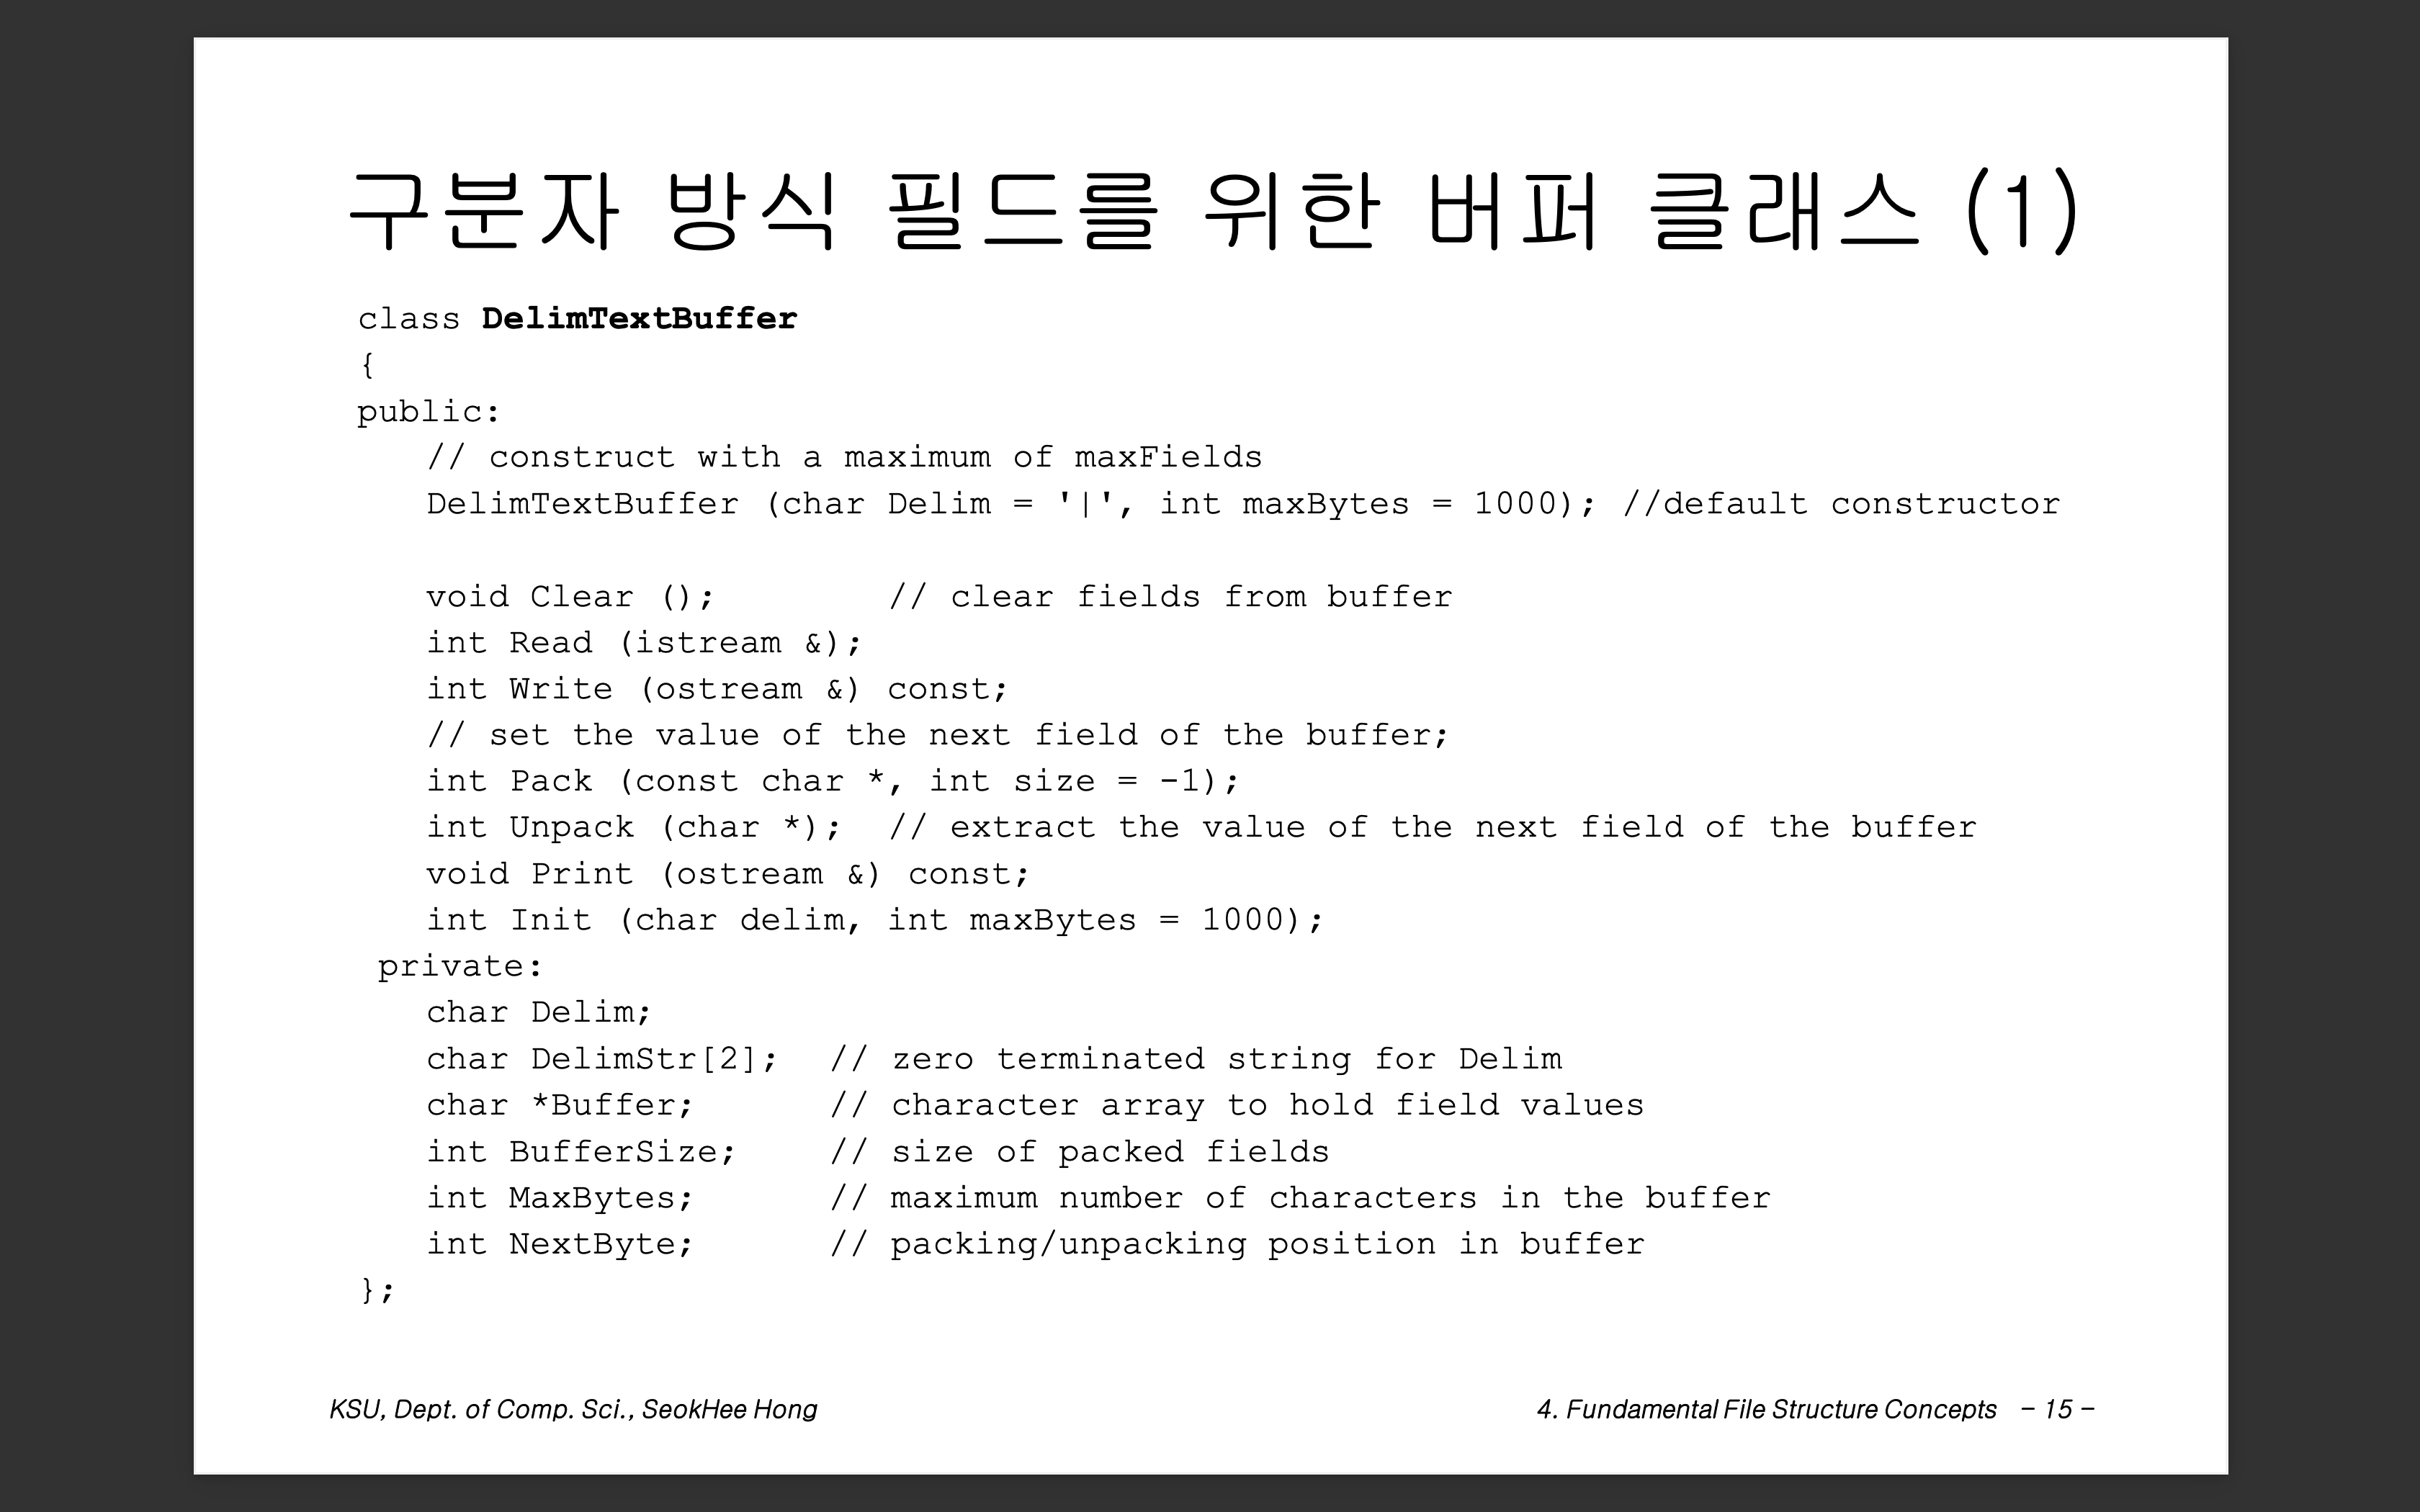 구분자 방식 필드를 위한 버퍼 클래스 (1)
class DelimTextBuffer
{
public:
// construct with a maximum of maxFields
DelimTextBuffer (char Delim = '|', int maxBytes = 1000); //default constructor
void Clear (); // clear fields from buffer
int Read (istream &);
int Write (ostream &) const;
// set the value of the next field of the buffer;
int Pack (const char *, int size = -1);
int Unpack (char *); // extract the value of the next field of the buffer
void Print (ostream &) const;
int Init (char delim, int maxBytes = 1000);
private:
char Delim;
char DelimStr[2]; // zero terminated string for Delim
char *Buffer; // character array to hold field values
int BufferSize; // size of packed fields
int MaxBytes; // maximum number of characters in the buffer
int NextByte; // packing/unpacking position in buffer
};
KSU, Dept. of Comp. Sci., SeokHee Hong
4. Fundamental File Structure Concepts - 15 -